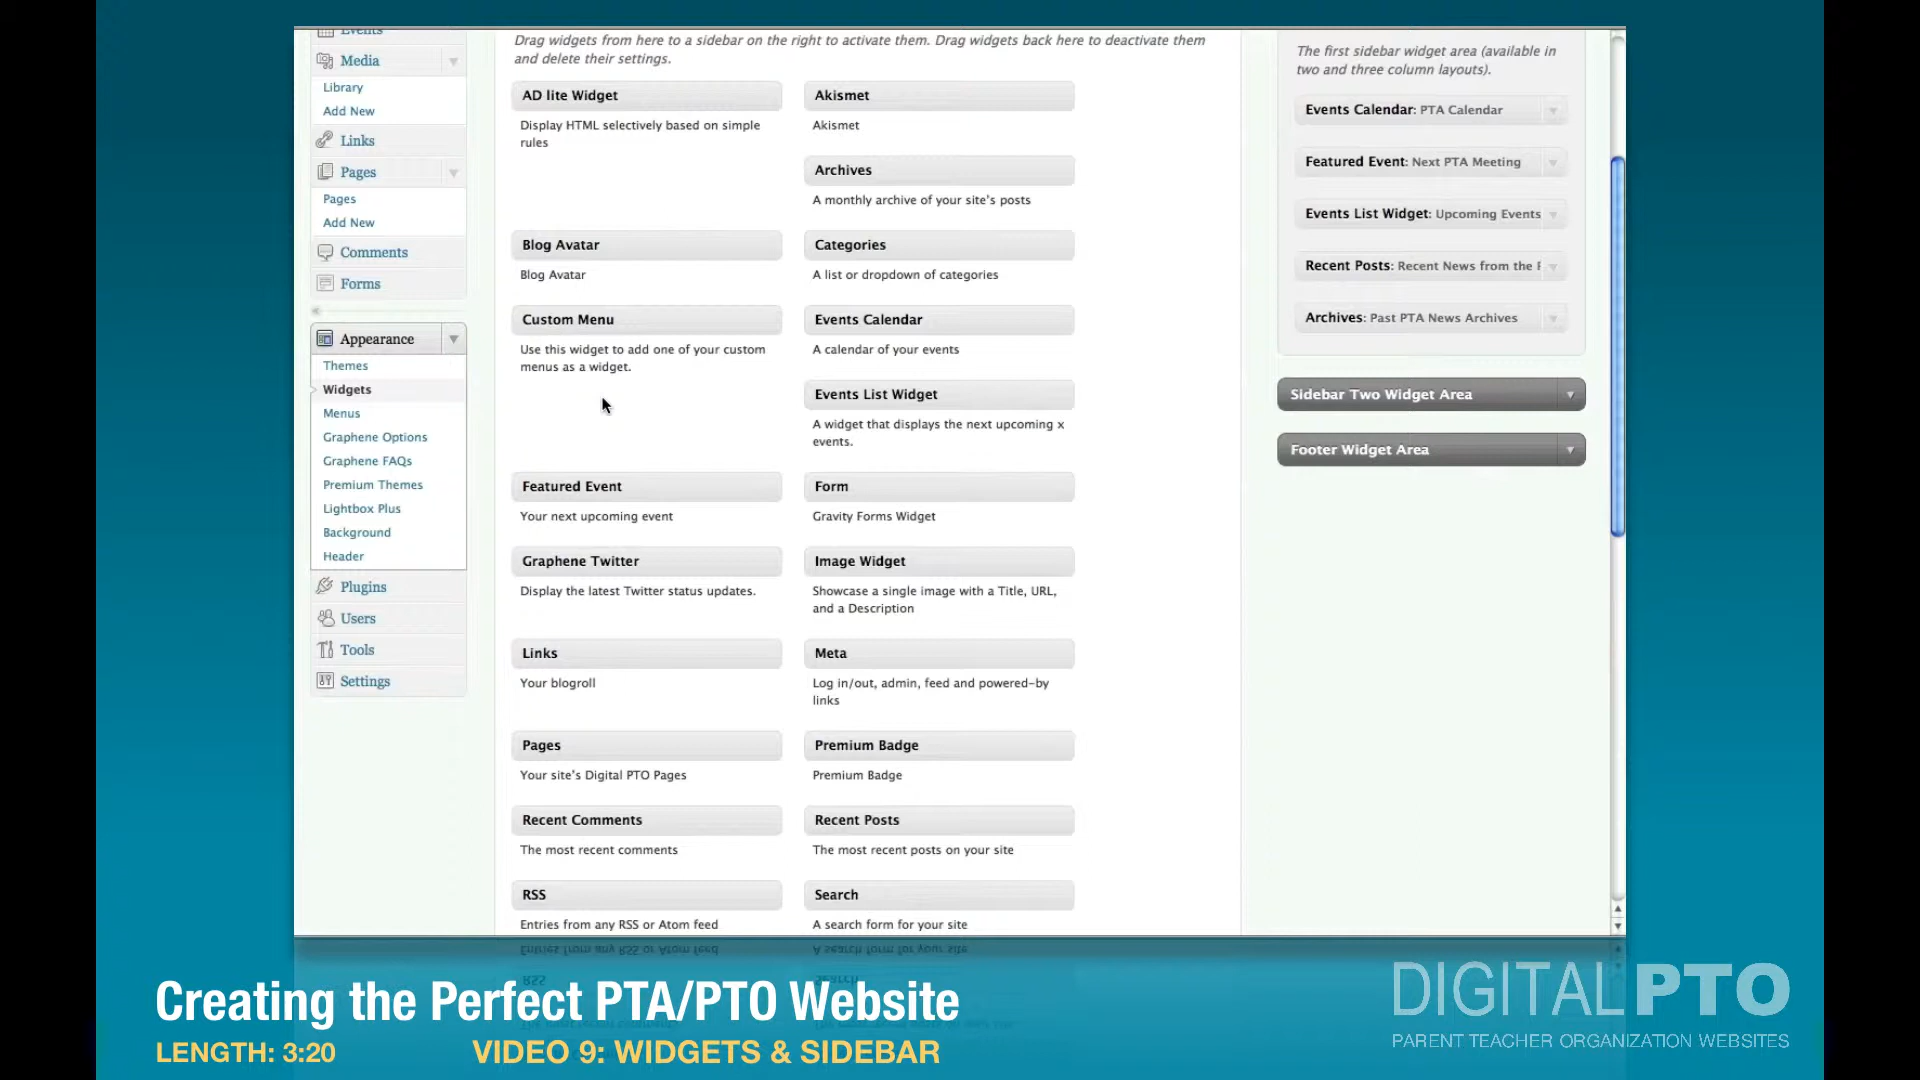 Events
Media
Library
Add New
Links
Pages
Pages
Add New
Comments
Forms
Appearance
Themes
Widgets
Menus
Graphene Options
Graphene FAQs
Premium Themes
Lightbox Plus
Background
Header
Plugins
Users
Tools
Settings
Drag widgets from here to a sidebar on the right to activate them. Drag widgets back here to deactivate them
and delete their settings.
AD lite Widget
Display HTML selectively based on simple
rules
Akismet
Akismet
Archives
A monthly archive of your site's posts
Blog Avatar
Blog Avatar
Categories
A list or dropdown of categories
Custom Menu
Use this widget to add one of your custom
menus as a widget.
Events Calendar
A calendar of your events
Events List Widget
A widget that displays the next upcoming x
events.
Featured Event
Your next upcoming event
Form
Gravity Forms Widget
Graphene Twitter
Display the latest Twitter status updates.
Image Widget
Showcase a single image with a Title, URL,
and a Description
Links
Your blogroll
Meta
Log in/out, admin, feed and powered-by
links
Pages
Your site's Digital PTO Pages
Premium Badge
Premium Badge
Recent Comments
The most recent comments
Recent Posts
The most recent posts on your site
RSS
Entries from any RSS or Atom feed
Search
A search form for your site
The first sidebar widget area (available in
two and three column layouts).
Events Calendar: PTA Calendar
Featured Event: Next PTA Meeting
Events List Widget: Upcoming Events
Recent Posts: Recent News from the
Archives: Past PTA News Archives
Sidebar Two Widget Area
Footer Widget Area
Creating the Perfect PTA/PTO Website
LENGTH: 3:20
VIDEO 9: WIDGETS & SIDEBAR
DIGITALPTO
PARENT TEACHER ORGANIZATION WEBSITES